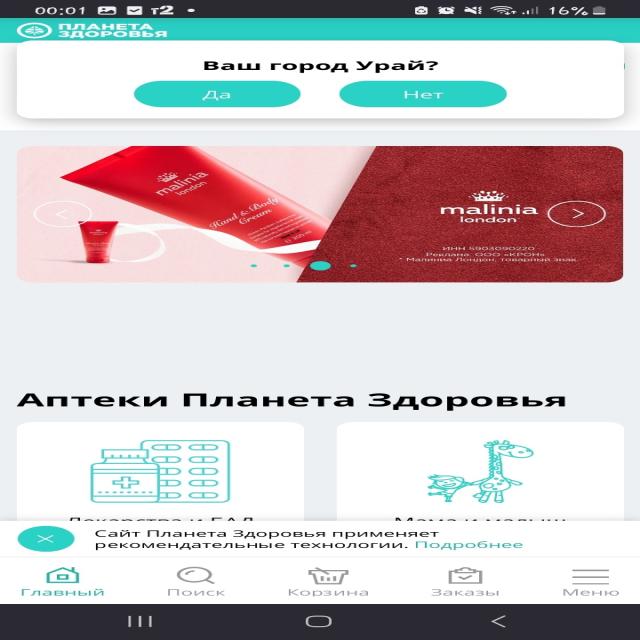 00:01 т2 16%
ПЛАНЕТА
ЗДОРОВЬЯ
Ваш город Урай?
Да Нет
malinia
london
Hand & Body
Cream
malinia
london
ИНН 5903090220
Реклама. ООО «КРОН»
* Малиниа Лондон, товарный знак.
Аптеки Планета Здоровья
Лекарства и БАД Мама и малыш
Сайт Планета Здоровья применяет
рекомендательные технологии. Подробнее
Главный Поиск Корзина Заказы Меню